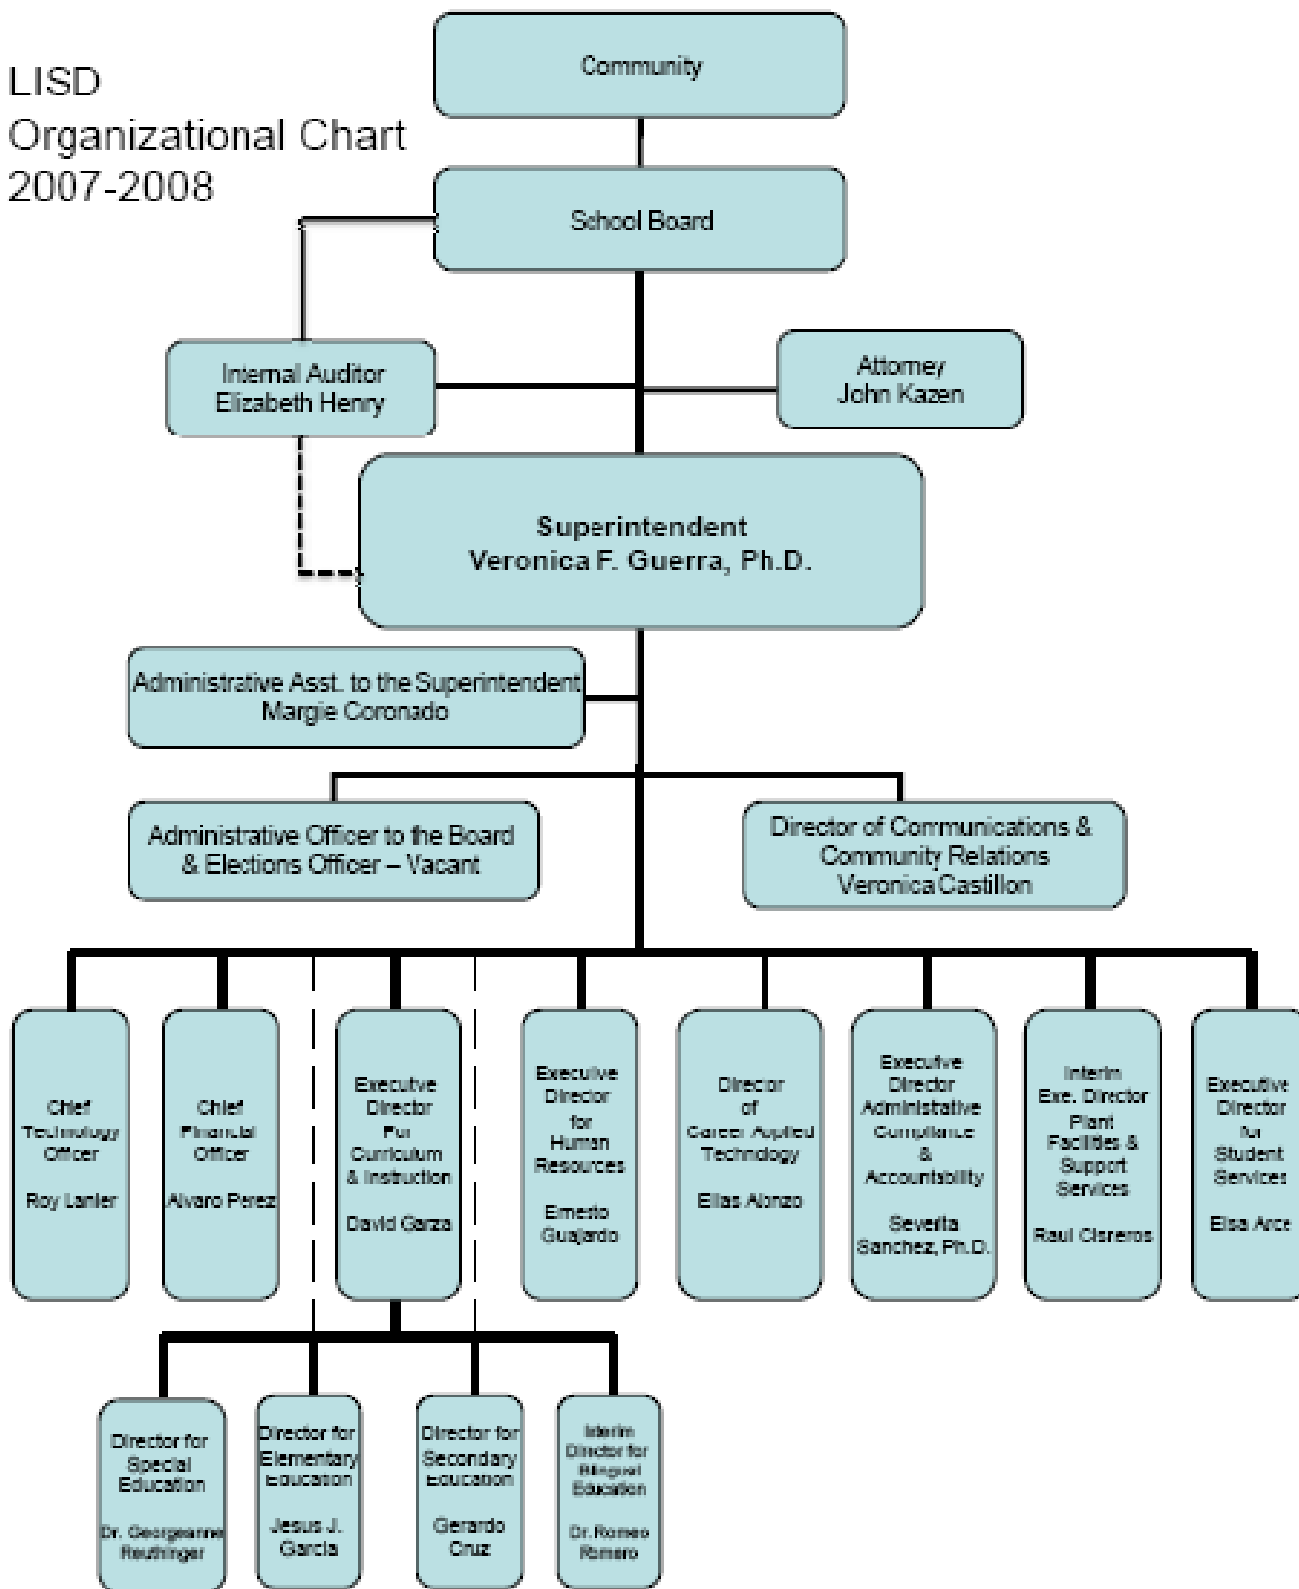 LISD
Organizational Chart
2007-2008
Community
School Board
Internal Auditor
Elizabeth Henry
Attorney
John Kazen
Superintendent
Veronica F. Guerra, Ph.D.
Administrative Asst. to the Superintendent
Margie Coronado
Administrative Officer to the Board
& Elections Officer – Vacant
Director of Communications &
Community Relations
Veronica Castillon
Chief
Technology
Officer
Roy Lanier
Chief
Financial
Officer
Alvaro Perez
Executive
Director
For
Curriculum
& Instruction
David Garza
Executive
Director
for
Human
Resources
Ernesto
Guajardo
Director
of
Career Applied
Technology
Elias Alonzo
Executive
Director
Administrative
Compliance
&
Accountability
Severita
Sanchez, Ph.D.
Interim
Exe. Director
Plant
Facilities &
Support
Services
Raul Cisneros
Executive
Director
for
Student
Services
Elsa Arce
Director for
Special
Education
Dr. Georgeanne
Reuthinger
Director for
Elementary
Education
Jesus J.
Garcia
Director for
Secondary
Education
Gerardo
Cruz
Interim
Director for
Bilingual
Education
Dr. Romeo
Romero